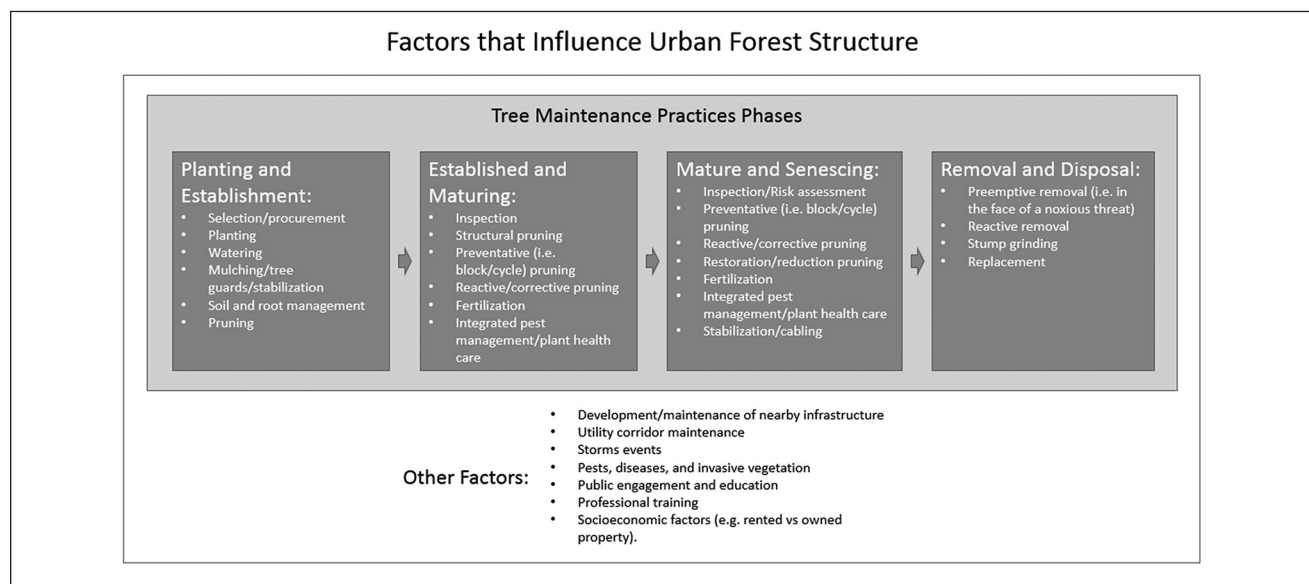 Factors that Influence Urban Forest Structure
Tree Maintenance Practices Phases
Planting and
Establishment:
• Selection/procurement
• Planting
• Watering
• Mulching/tree
guards/stabilization
• Soil and root management
• Pruning
Established and
Maturing:
• Inspection
• Structural pruning
• Preventative (i.e.
block/cycle) pruning
• Reactive/corrective pruning
• Fertilization
• Integrated pest
management/plant health
care
Mature and Senescing:
• Inspection/Risk assessment
• Preventative (i.e. block/cycle)
pruning
• Reactive/corrective pruning
• Restoration/reduction pruning
• Fertilization
• Integrated pest
management/plant health care
• Stabilization/cabling
Removal and Disposal:
• Preemptive removal (i.e. in
the face of a noxious threat)
• Reactive removal
• Stump grinding
• Replacement
Other Factors:
• Development/maintenance of nearby infrastructure
• Utility corridor maintenance
• Storms events
• Pests, diseases, and invasive vegetation
• Public engagement and education
• Professional training
• Socioeconomic factors (e.g. rented vs owned
property).